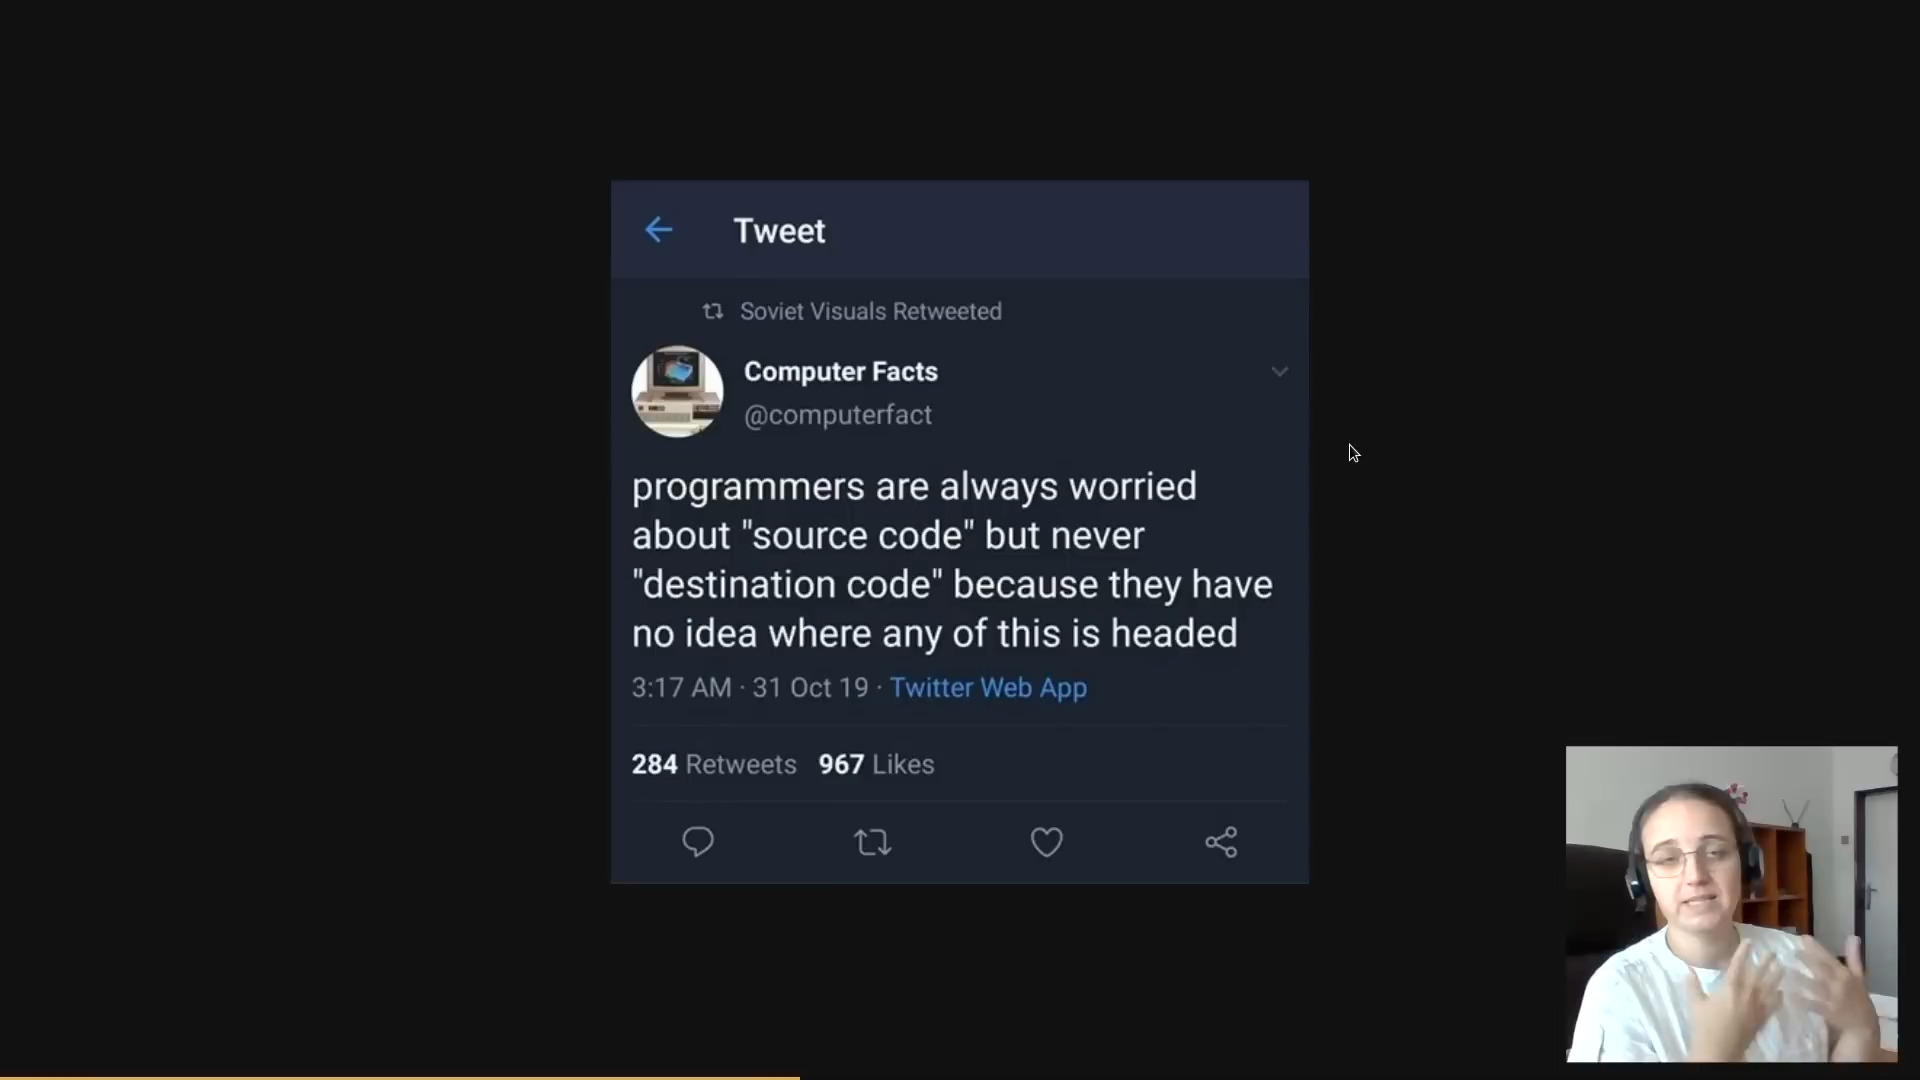 Tweet
Soviet Visuals Retweeted
Computer Facts
@computerfact
programmers are always worried
about "source code" but never
"destination code" because they have
no idea where any of this is headed
3:17 AM · 31 Oct 19 · Twitter Web App
284 Retweets 967 Likes